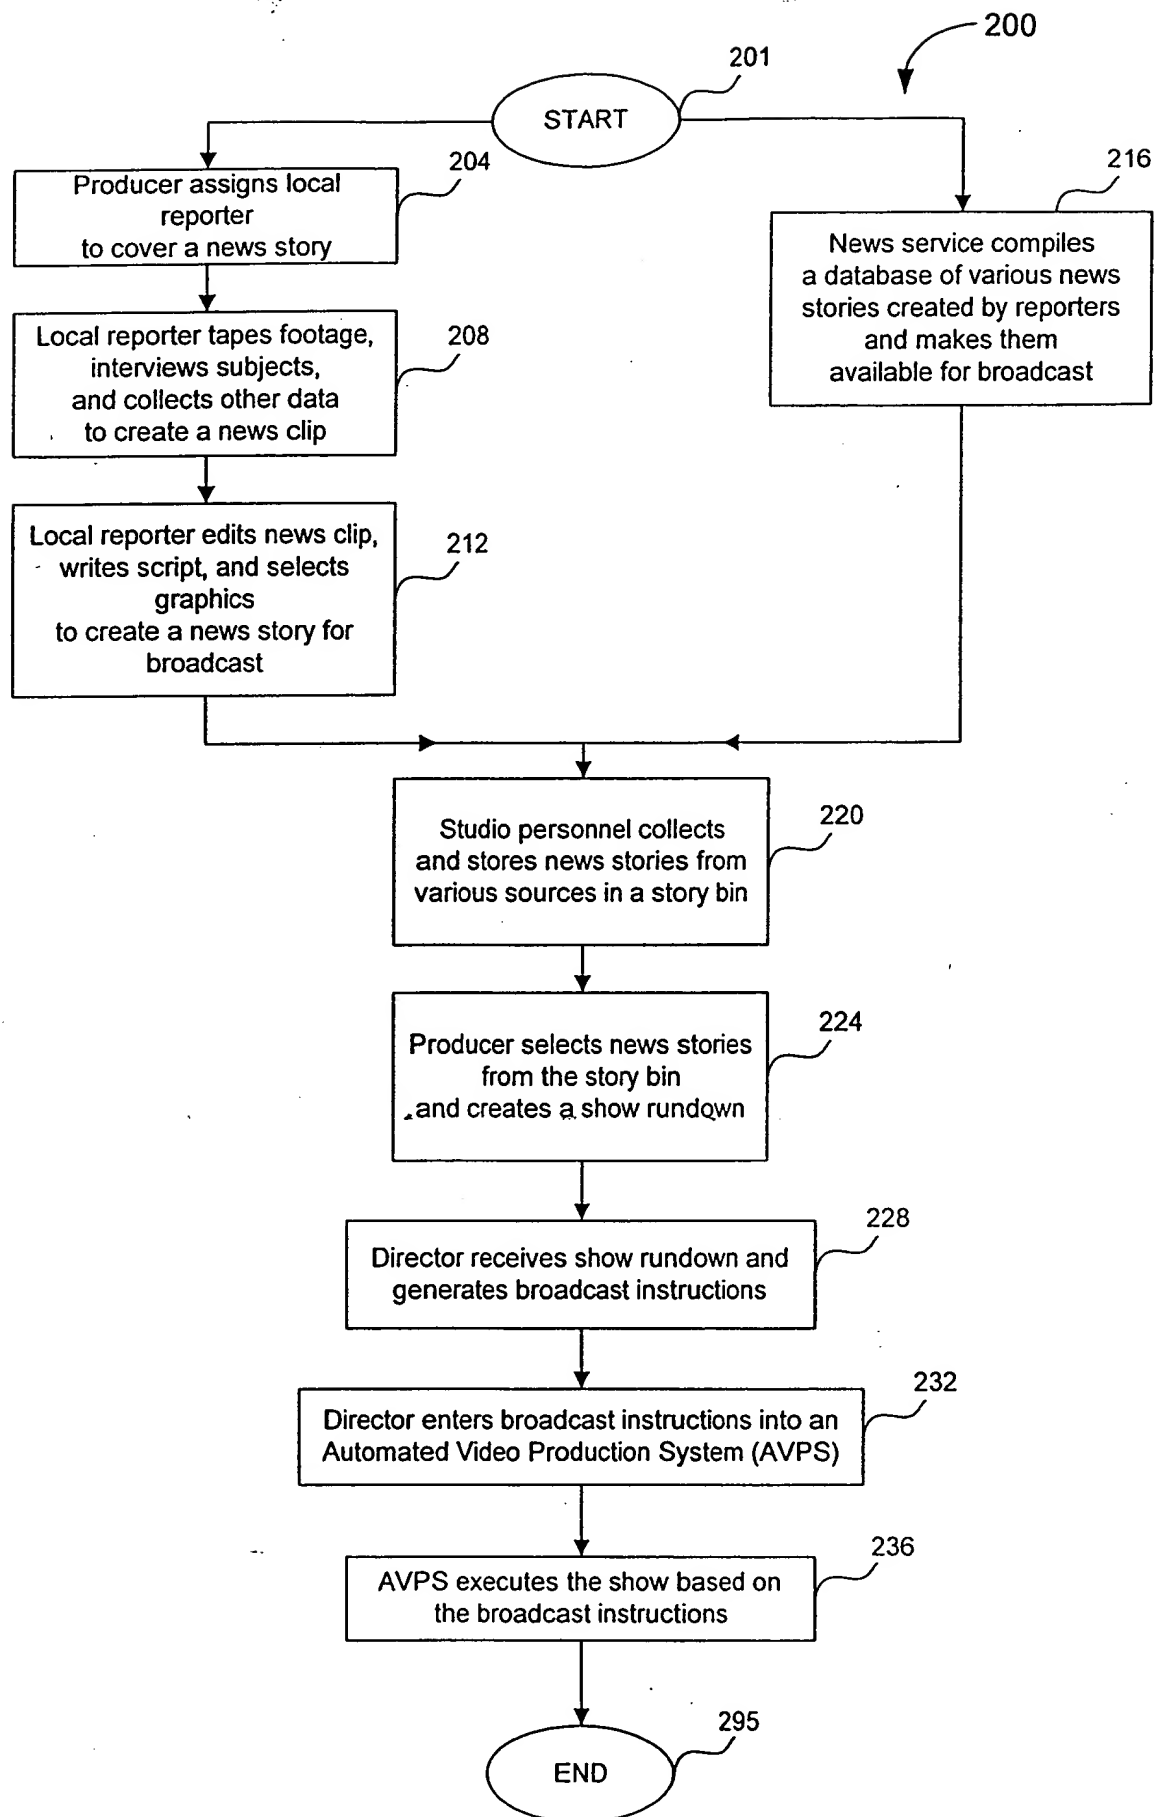 200
201
START
204
Producer assigns local
reporter
to cover a news story
216
News service compiles
a database of various news
stories created by reporters
and makes them
available for broadcast
208
Local reporter tapes footage,
interviews subjects,
and collects other data
to create a news clip
212
Local reporter edits news clip,
writes script, and selects
graphics
to create a news story for
broadcast
220
Studio personnel collects
and stores news stories from
various sources in a story bin
224
Producer selects news stories
from the story bin
and creates a show rundown
228
Director receives show rundown and
generates broadcast instructions
232
Director enters broadcast instructions into an
Automated Video Production System (AVPS)
236
AVPS executes the show based on
the broadcast instructions
295
END